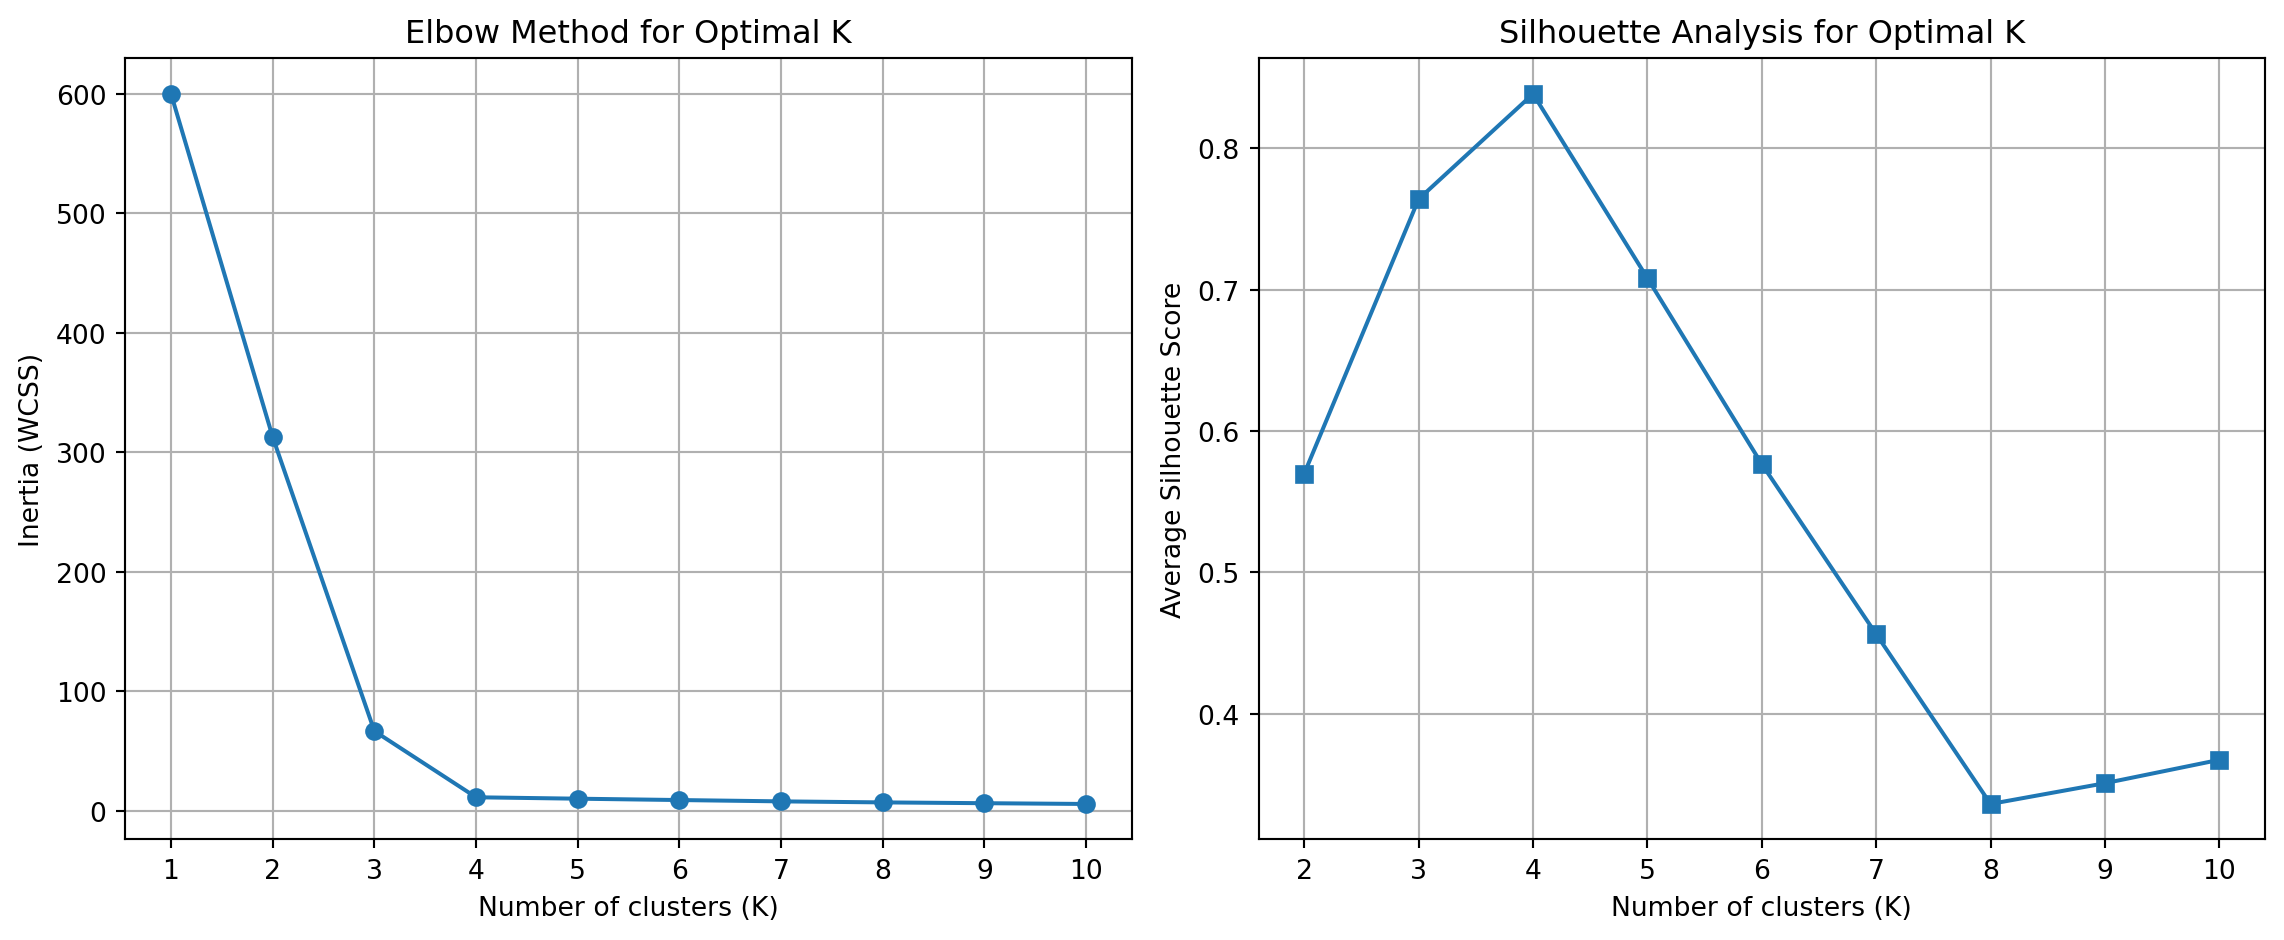 Elbow Method for Optimal K
600
500
400
300
200
100
0
Inertia (WCSS)
1 2 3 4 5 6 7 8 9 10
Number of clusters (K)
Silhouette Analysis for Optimal K
0.8
0.7
0.6
0.5
0.4
Average Silhouette Score
2 3 4 5 6 7 8 9 10
Number of clusters (K)